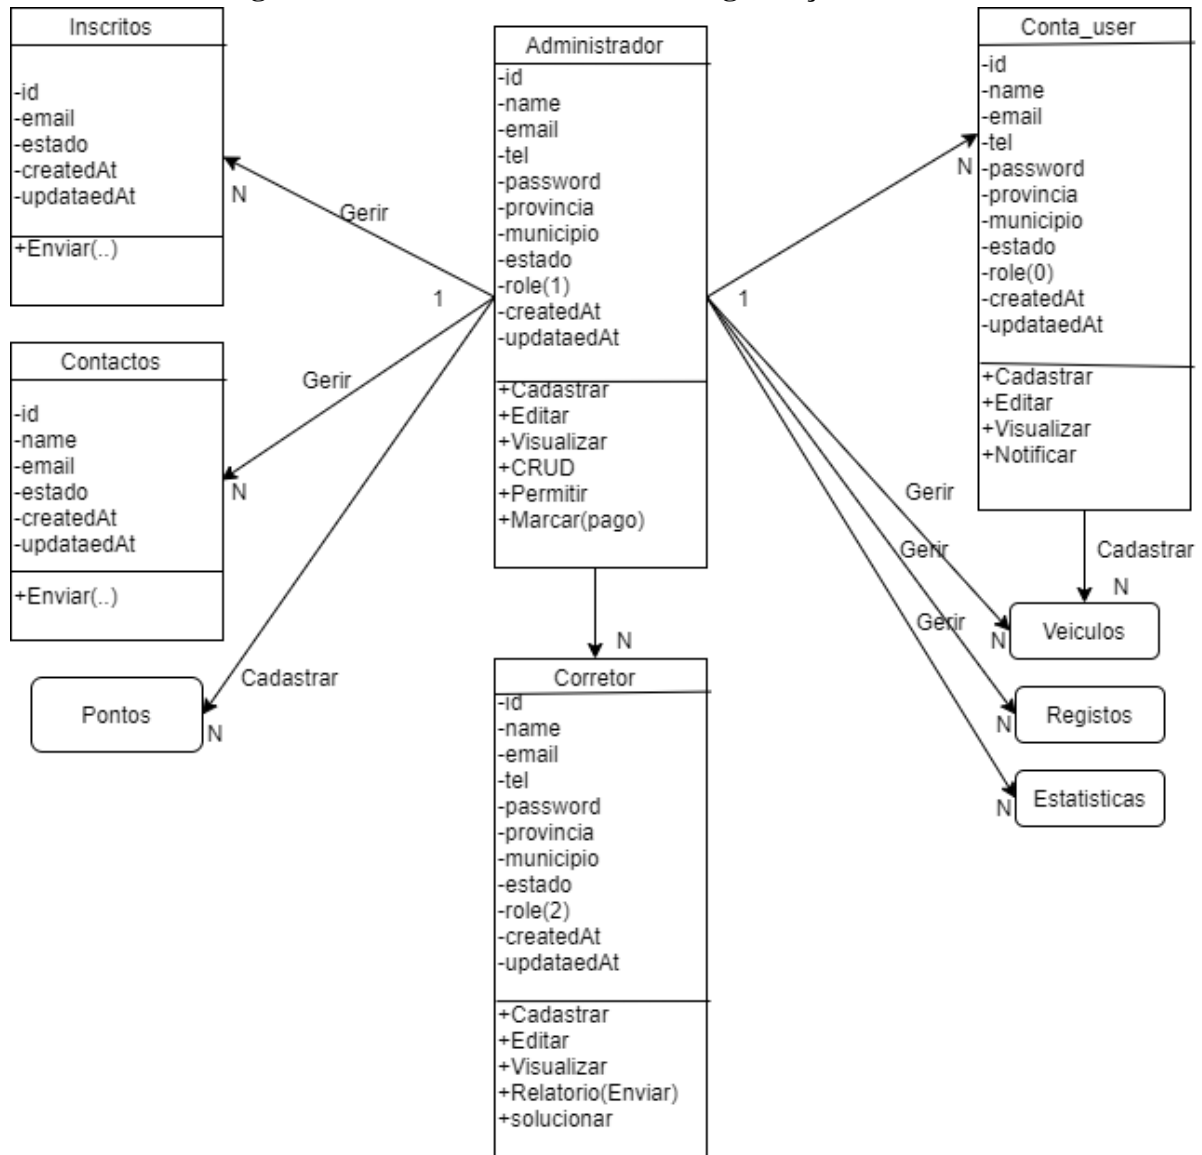 Inscritos
-id
-email
-estado
-createdAt
-updataedAt
+Enviar(..)
Administrador
-id
-name
-email
-tel
-password
-provincia
-municipio
-estado
-role(1)
-createdAt
-updataedAt
+Cadastrar
+Editar
+Visualizar
+CRUD
+Permitir
+Marcar(pago)
Conta_user
-id
-name
-email
-tel
-password
-provincia
-municipio
-estado
-role(0)
-createdAt
-updataedAt
+Cadastrar
+Editar
+Visualizar
+Notificar
N
Gerir
1
1
N
Contactos
-id
-name
-email
-estado
-createdAt
-updataedAt
+Enviar(..)
Gerir
N
Cadastrar
Pontos
N
N
Gerir
Gerir
Gerir
Cadastrar
N
N
Veiculos
N
Registos
N
Estatisticas
Corretor
-id
-name
-email
-tel
-password
-provincia
-municipio
-estado
-role(2)
-createdAt
-updataedAt
+Cadastrar
+Editar
+Visualizar
+Relatorio(Enviar)
+solucionar